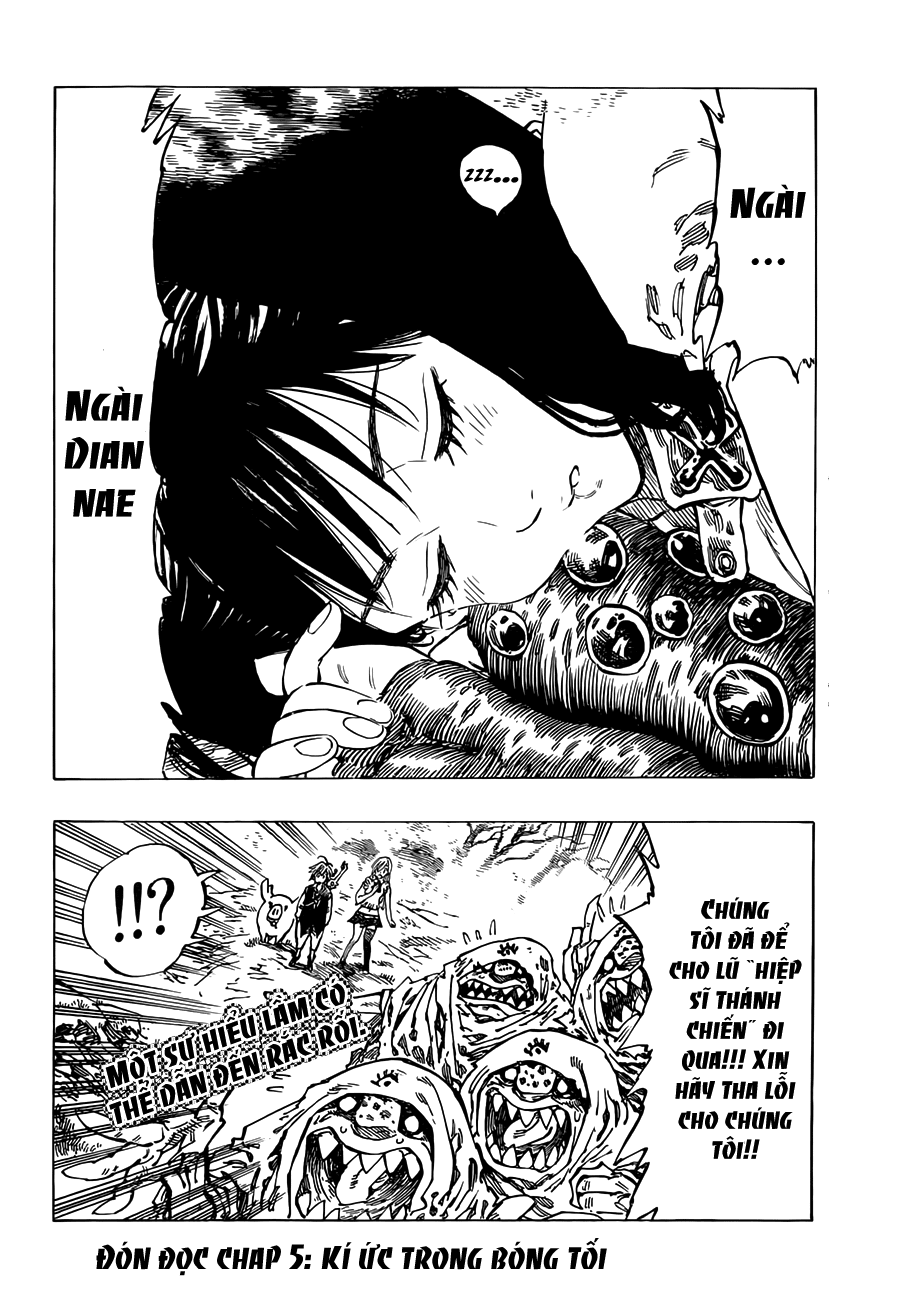 NGÀI
...
zzz...
NGÀI
DIAN
NAE
!!?
CHÚNG
TÔI ĐÃ ĐỂ
CHO LŨ "HIỆP
SĨ THÁNH
CHIẾN" ĐI
QUA!!! XIN
HÃY THA LỖI
CHO CHÚNG
TÔI!!
MỘT SỰ HIỂU LẦM CÓ
THỂ DẪN ĐẾN RẮC RỐI.
ĐÓN ĐỌC CHAP 5: KÍ ỨC TRONG BÓNG TỐI